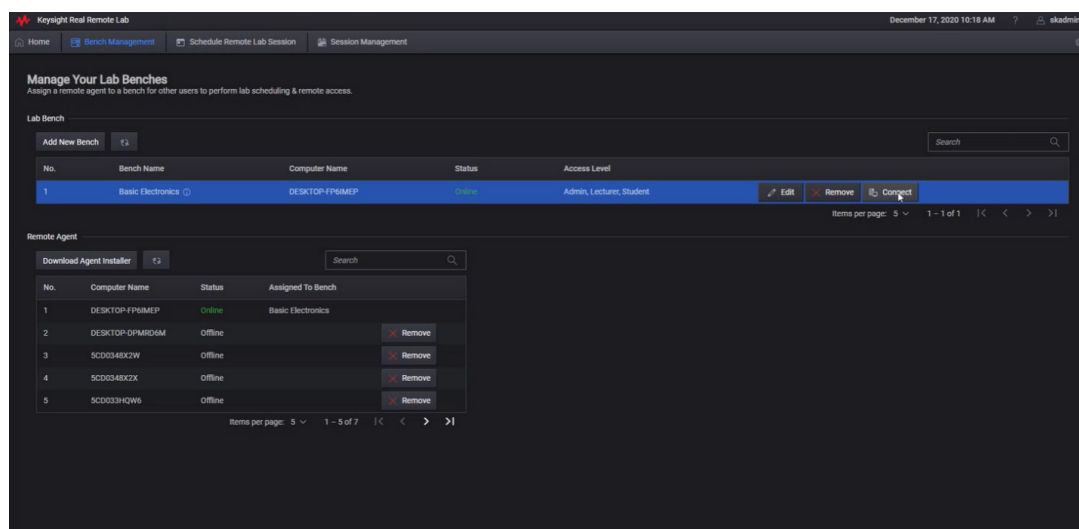 Keysight Real Remote Lab December 17, 2020 10:18 AM ? skadmin
Home Bench Management Schedule Remote Lab Session Session Management
Manage Your Lab Benches
Assign a remote agent to a bench for other users to perform lab scheduling & remote access.
Lab Bench
Add New Bench Search
No. Bench Name Computer Name Status Access Level
1 Basic Electronics DESKTOP-FP6IMEP Online Admin, Lecturer, Student Edit Remove Connect
Items per page: 5 1 – 1 of 1
Remote Agent
Download Agent Installer Search
No. Computer Name Status Assigned To Bench
1 DESKTOP-FP6IMEP Online Basic Electronics
2 DESKTOP-DPMRD6M Offline Remove
3 5CD0348X2W Offline Remove
4 5CD0348X2X Offline Remove
5 5CD033HQW6 Offline Remove
Items per page: 5 1 – 5 of 7